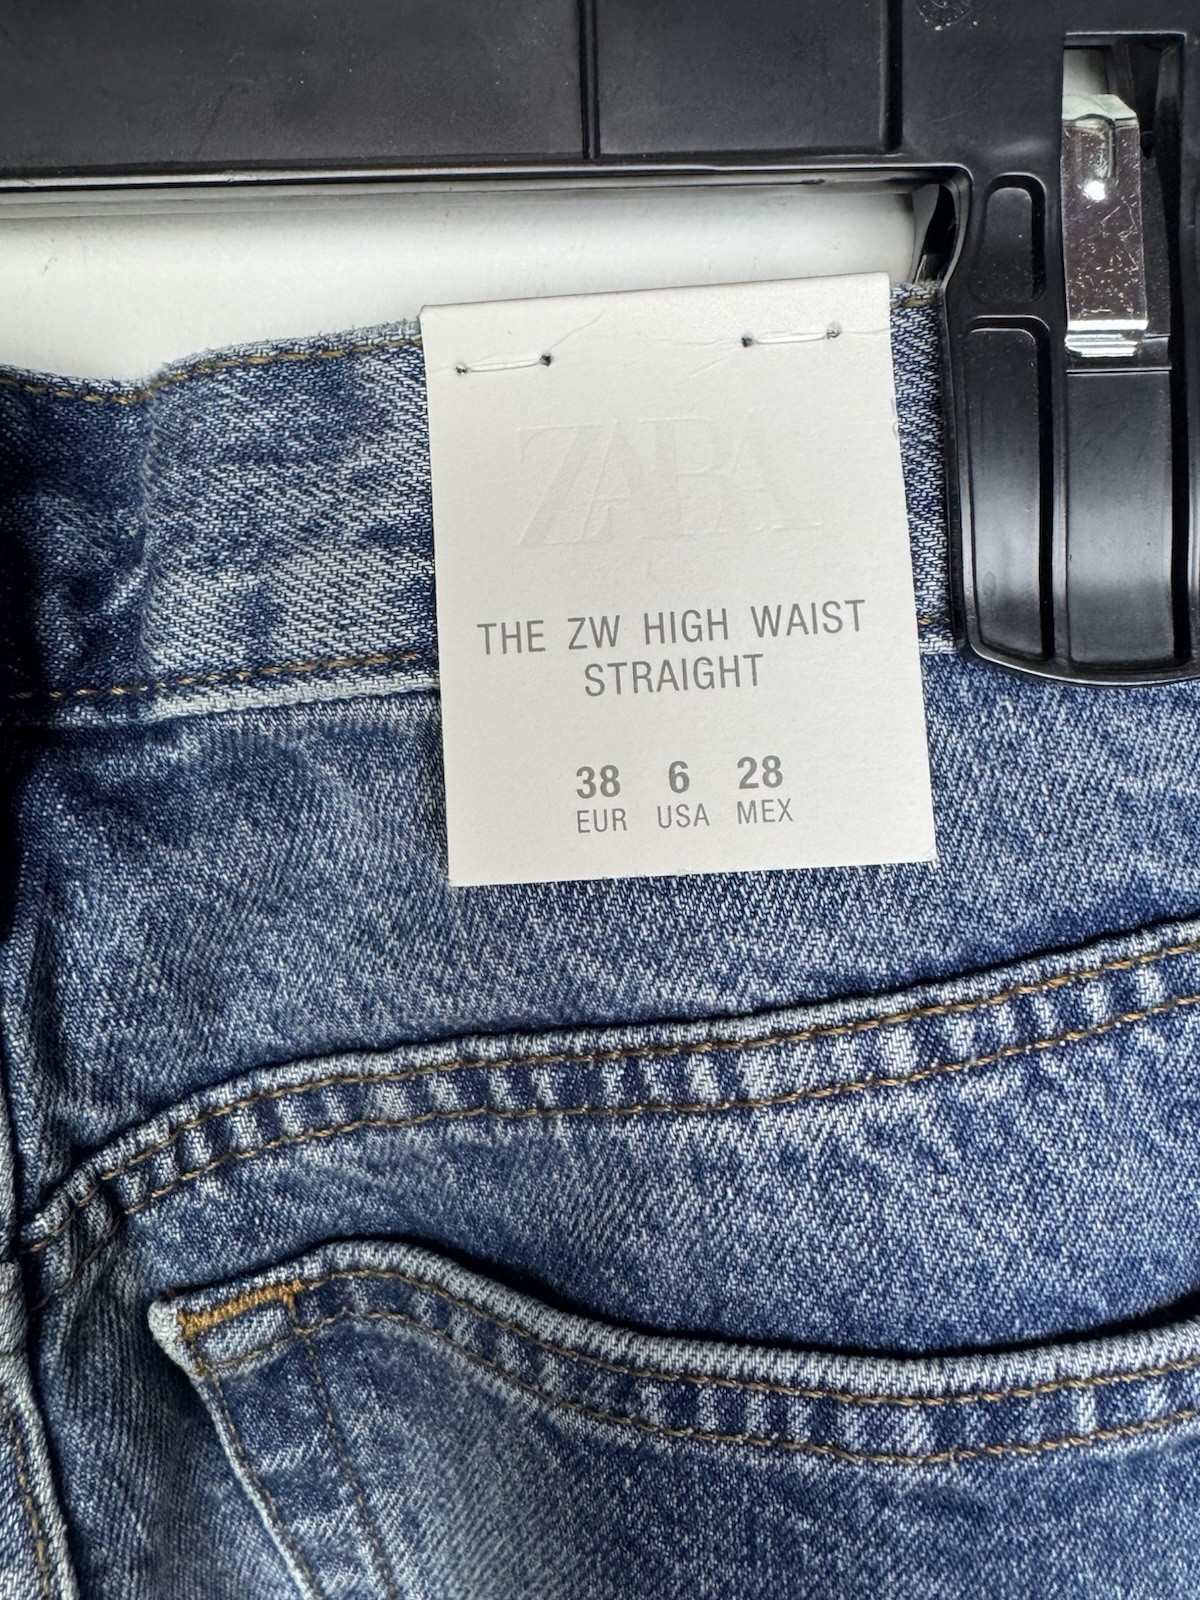 ZARA
THE ZW HIGH WAIST
STRAIGHT
38 6 28
EUR USA MEX